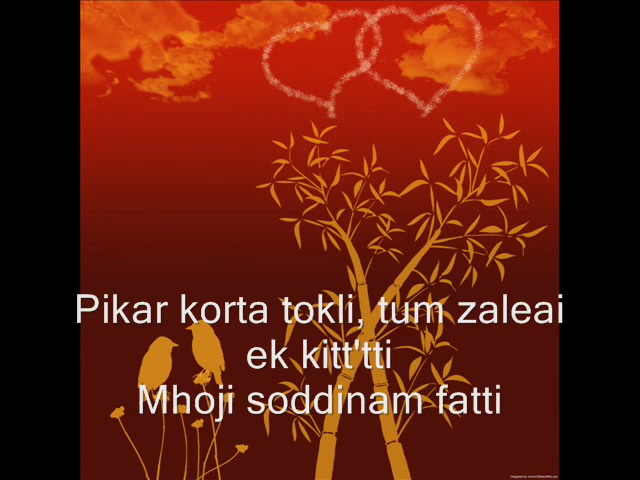 Pikar korta tokli, tum zaleai
ek kitt'tti
Mhoji soddinam fatti